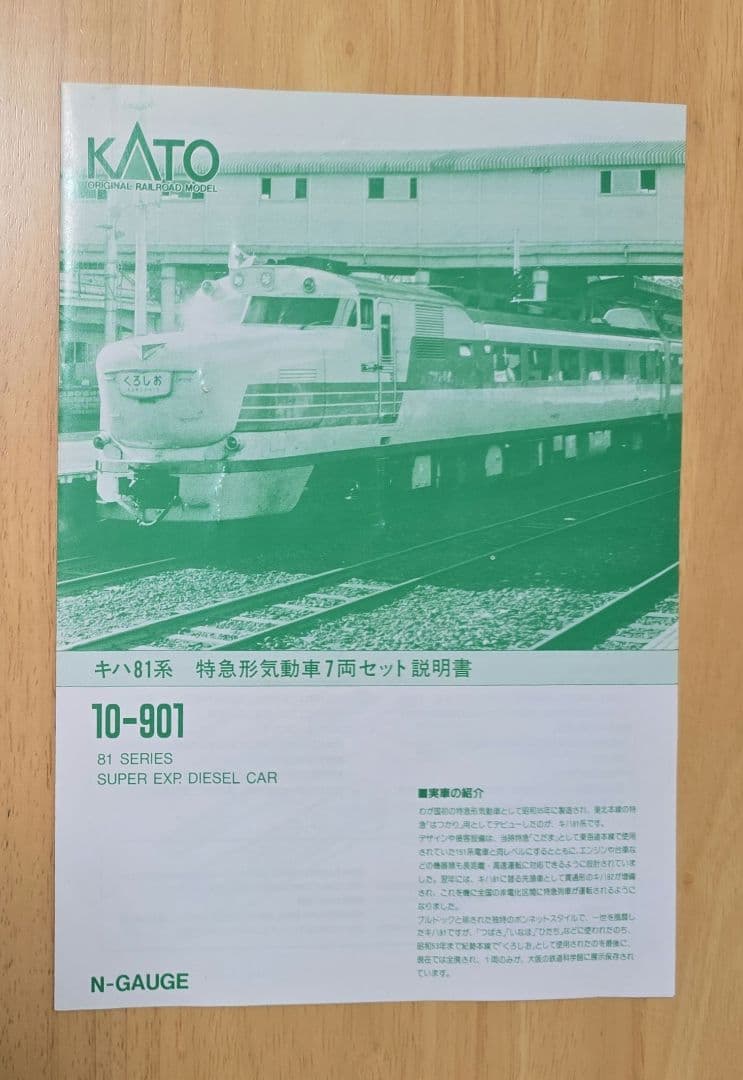 KATO
ORIGINAL RAILROAD MODEL
くろしお
キハ81系 特急形気動車7両セット説明書
10-901
81 SERIES
SUPER EXP. DIESEL CAR
■実車の紹介
わが国初の特急形気動車として昭和35年に製造され、東北本線の特
急「はつかり」用としてデビューしたのが、キハ81系です。
デザインや接客設備は、当時特急「こだま」として東海道本線で使用
されていた151系電車と同レベルにするとともに、エンジンや台車な
どの機器類も長距離・高速運転に対応できるように設計されていま
した。翌年には、キハ81に替る先頭車として貫通形のキハ82が増備
され、これを機に全国の非電化区間に特急列車が運転されるように
なりました。
ブルドックと称された独特のボンネットスタイルで、一世を風靡し
たキハ81ですが、「つばさ」「いなほ」「ひたち」などに使われたのち、
昭和53年まで紀勢本線で「くろしお」として使用されたのを最後に、
現在では全廃され、1両のみが、大阪の鉄道科学館に展示保存され
ています。
N-GAUGE